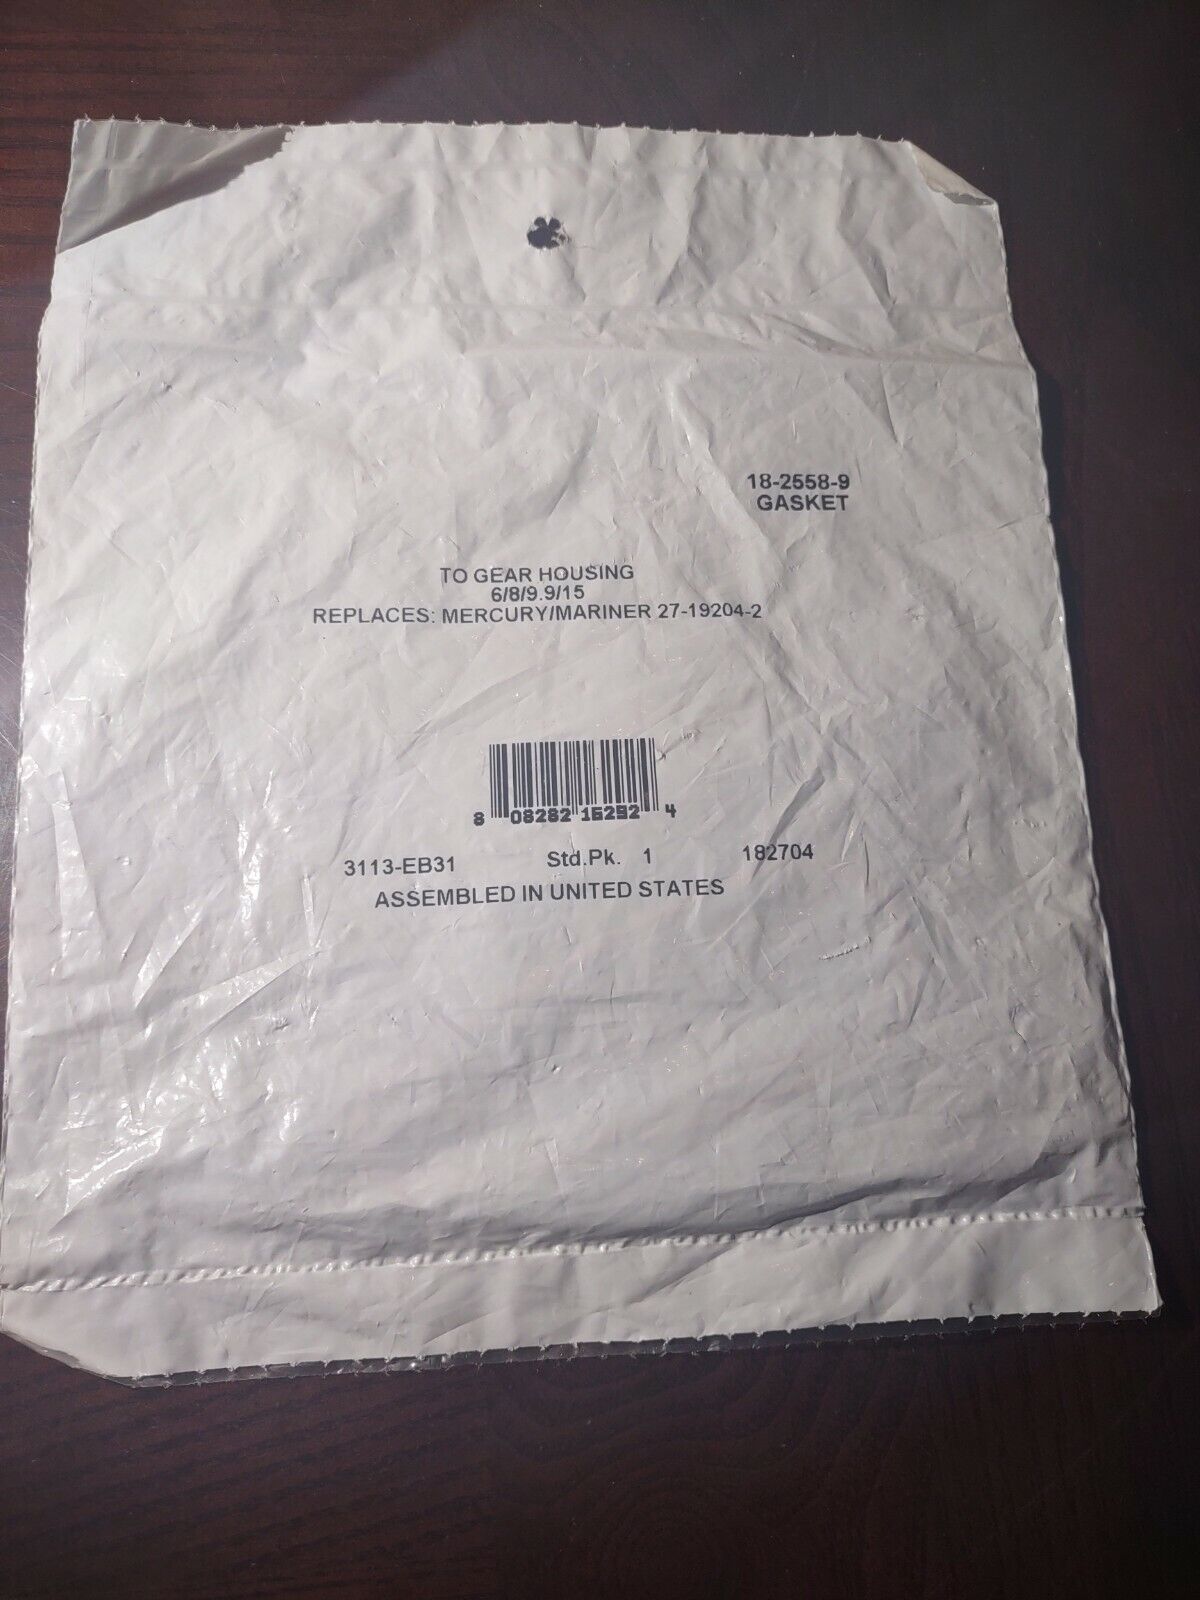 18-2558-9
GASKET
TO GEAR HOUSING
6/8/9.9/15
REPLACES: MERCURY/MARINER 27-19204-2
8 08282 16292 4
3113-EB31 Std.Pk. 1 182704
ASSEMBLED IN UNITED STATES